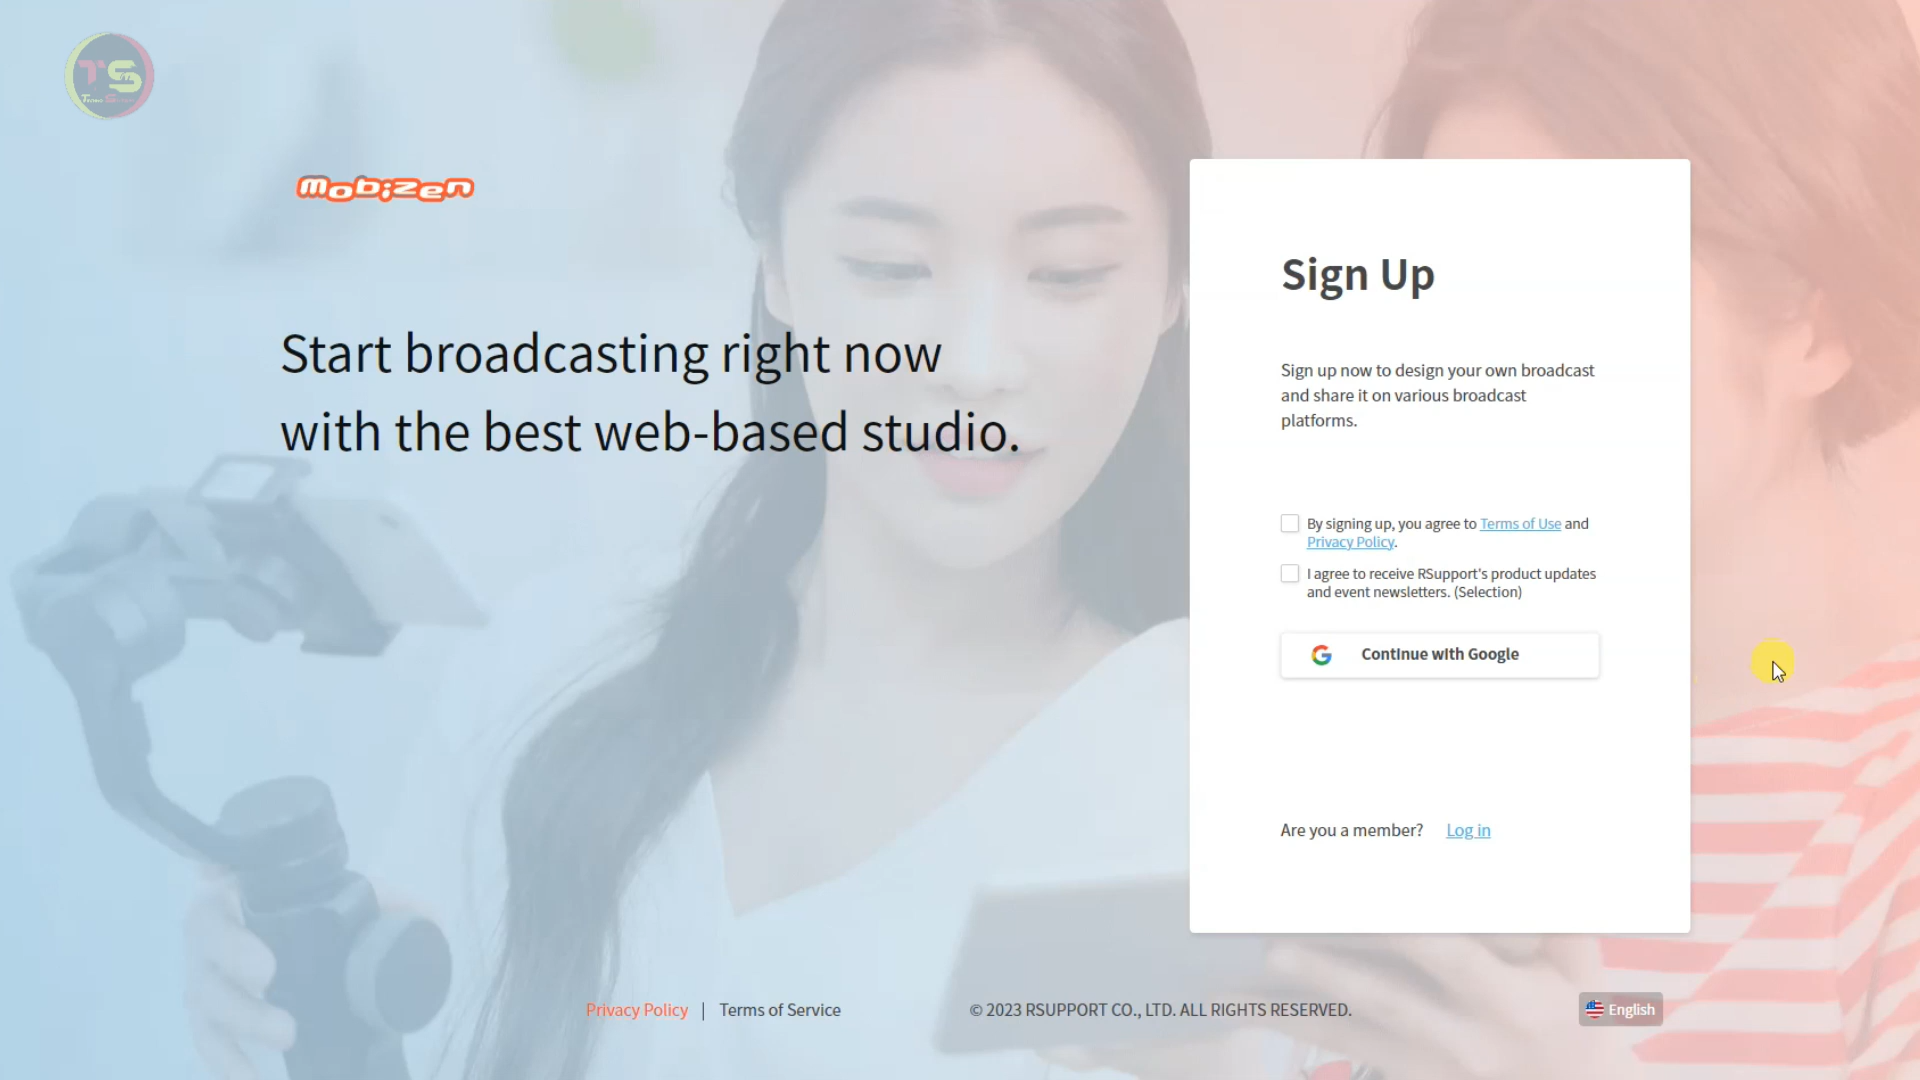 TS
mobizen
Start broadcasting right now
with the best web-based studio.
Sign Up
Sign up now to design your own broadcast
and share it on various broadcast
platforms.
By signing up, you agree to Terms of Use and
Privacy Policy.
I agree to receive RSupport's product updates
and event newsletters. (Selection)
Continue with Google
Are you a member? Log in
Privacy Policy | Terms of Service
© 2023 RSUPPORT CO., LTD. ALL RIGHTS RESERVED.
English